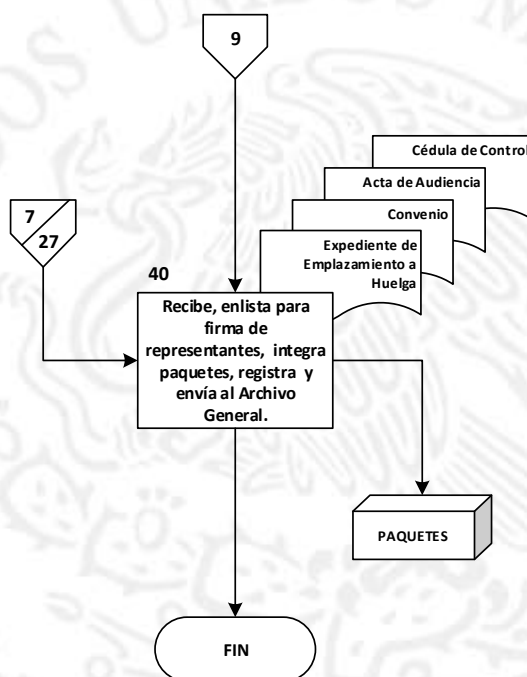 9
Cédula de Control
Acta de Audiencia
Convenio
Expediente de
Emplazamiento a
Huelga
7
27
40
Recibe, enlista para
firma de
representantes, integra
paquetes, registra y
envía al Archivo
General.
PAQUETES
FIN